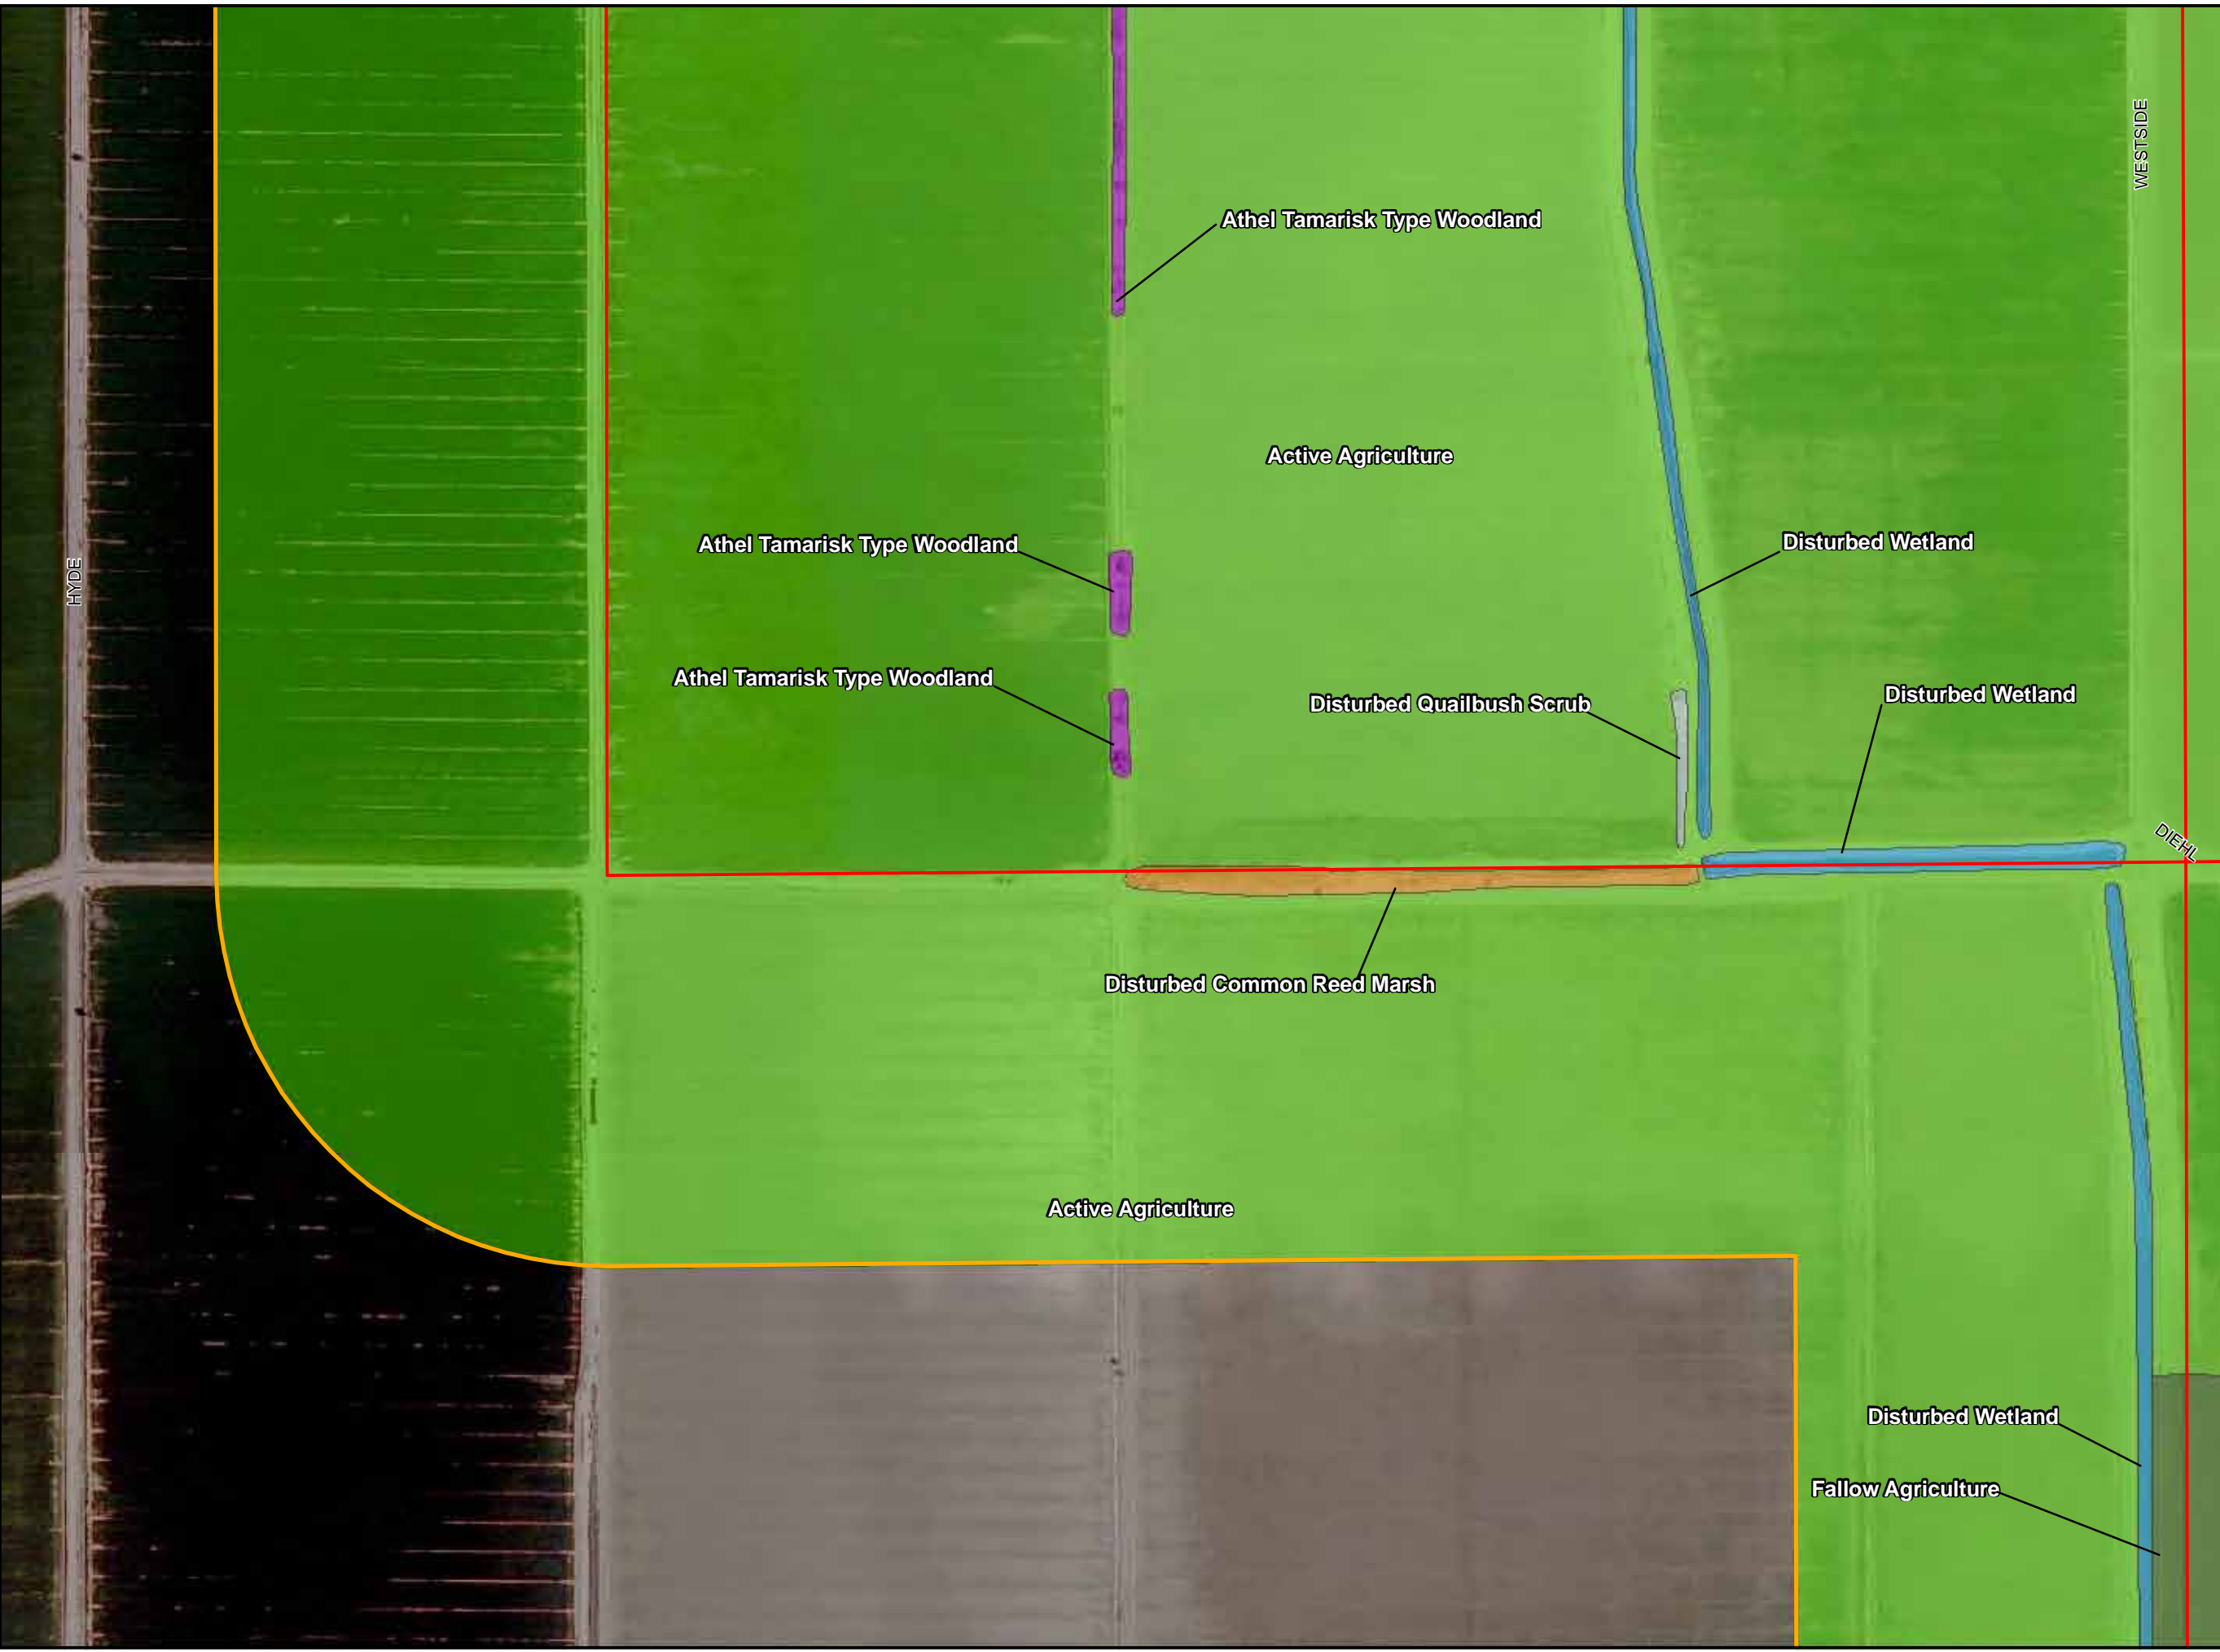 WESTSIDE
Athel Tamarisk Type Woodland
Active Agriculture
Athel Tamarisk Type Woodland
Disturbed Wetland
HYDE
Athel Tamarisk Type Woodland
Disturbed Quailbush Scrub
Disturbed Wetland
DIEHL
Disturbed Common Reed Marsh
Active Agriculture
Disturbed Wetland
Fallow Agriculture